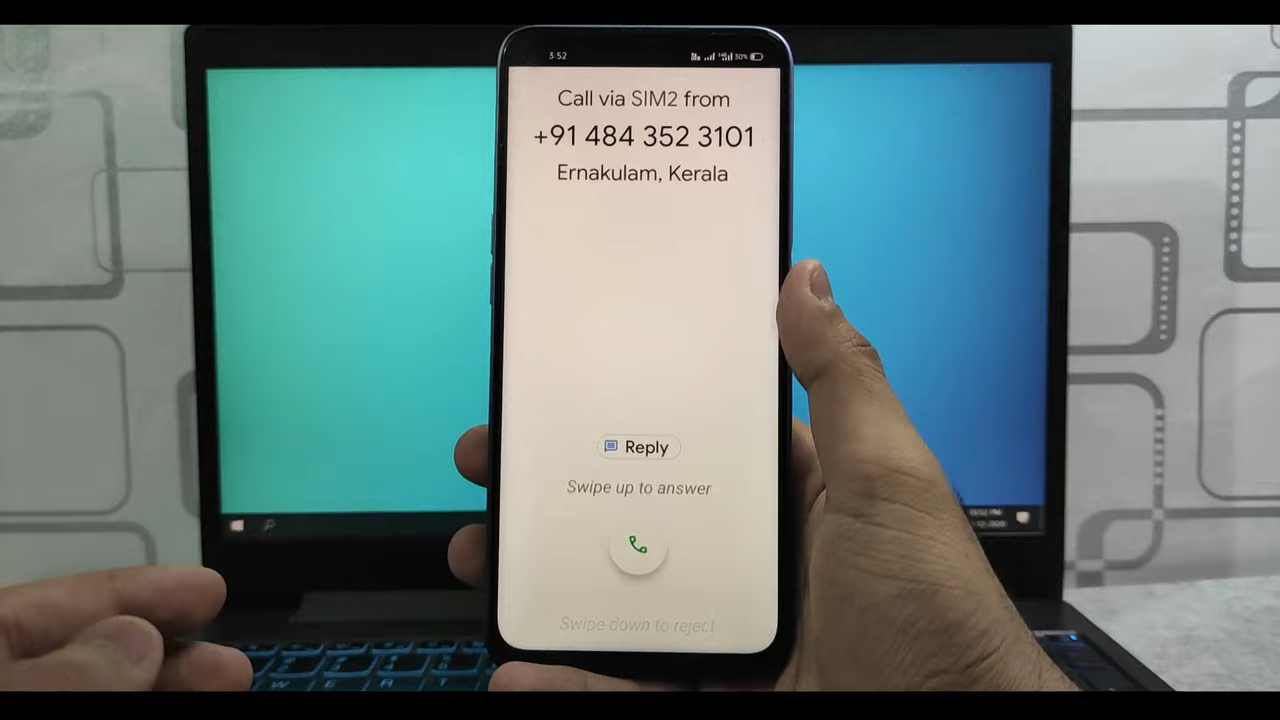 3:52
30%
Call via SIM2 from
+91 484 352 3101
Ernakulam, Kerala
Reply
Swipe up to answer
Swipe down to reject
W E R T